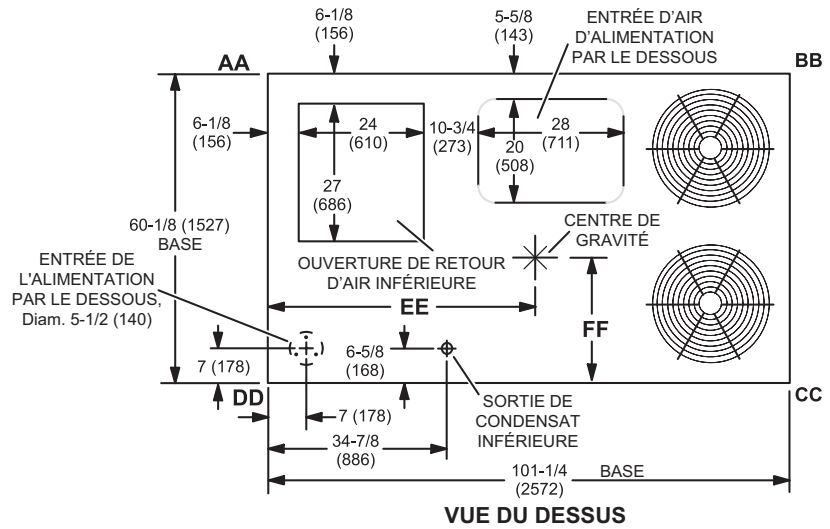 6-1/8
(156)
5-5/8
(143)
ENTRÉE D'AIR
D'ALIMENTATION
PAR LE DESSOUS
AA
BB
6-1/8
(156)
24
(610)
10-3/4
(273)
28
(711)
20
(508)
27
(686)
60-1/8 (1527)
BASE
CENTRE DE
GRAVITÉ
ENTRÉE DE
L'ALIMENTATION
PAR LE DESSOUS,
Diam. 5-1/2 (140)
OUVERTURE DE RETOUR
D'AIR INFÉRIEURE
EE
FF
7 (178)
6-5/8
(168)
DD
CC
7 (178)
SORTIE DE
CONDENSAT
INFÉRIEURE
34-7/8
(886)
101-1/4
(2572)
BASE
VUE DU DESSUS